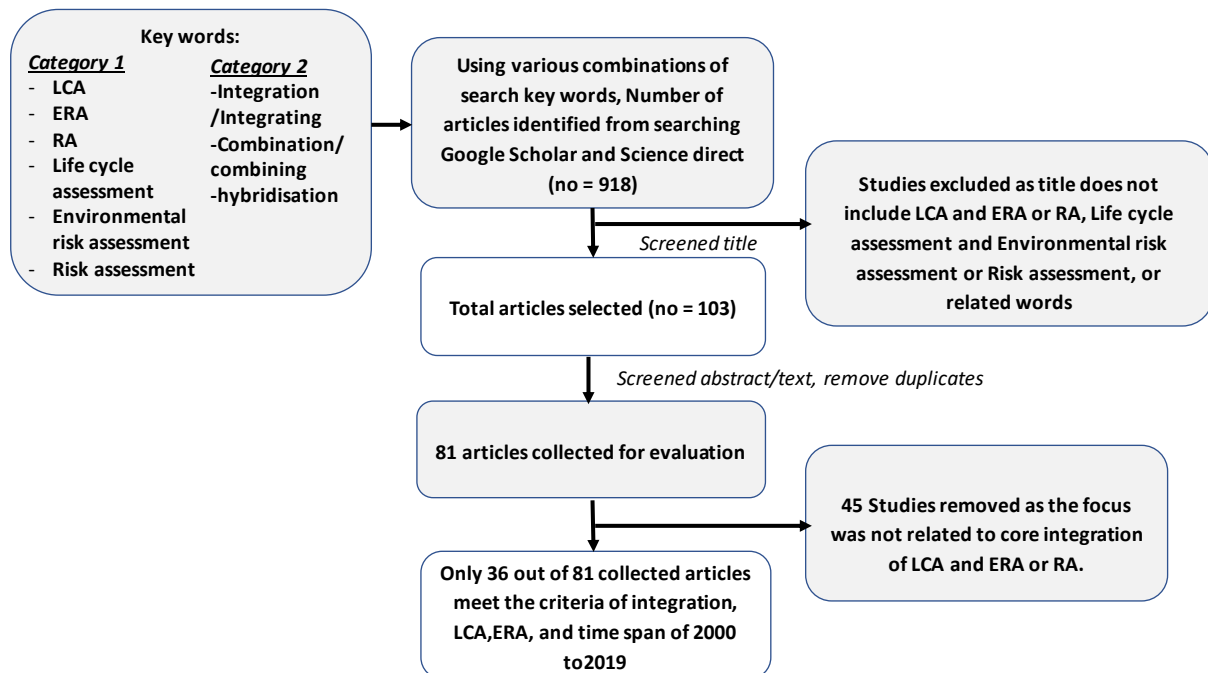 Key words:
Category 1
- LCA
- ERA
- RA
- Life cycle
assessment
- Environmental
risk assessment
- Risk assessment
Category 2
-Integration
/Integrating
-Combination/
combining
-hybridisation
Using various combinations of
search key words, Number of
articles identified from searching
Google Scholar and Science direct
(no = 918)
Screened title
Studies excluded as title does not
include LCA and ERA or RA, Life cycle
assessment and Environmental risk
assessment or Risk assessment, or
related words
Total articles selected (no = 103)
Screened abstract/text, remove duplicates
81 articles collected for evaluation
45 Studies removed as the focus
was not related to core integration
of LCA and ERA or RA.
Only 36 out of 81 collected articles
meet the criteria of integration,
LCA,ERA, and time span of 2000
to2019